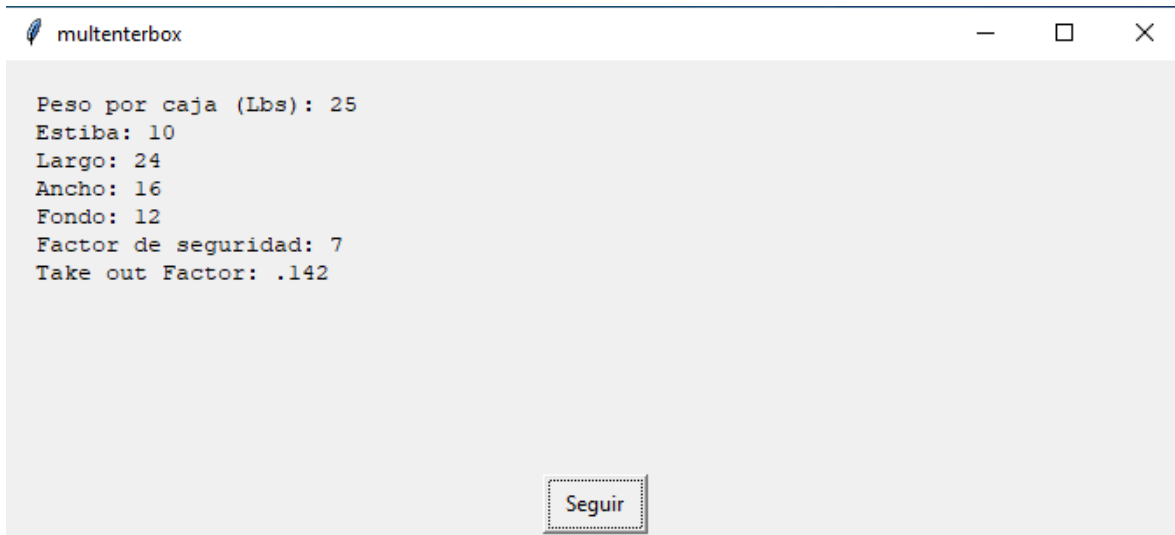 multenterbox
Peso por caja (Lbs): 25
Estiba: 10
Largo: 24
Ancho: 16
Fondo: 12
Factor de seguridad: 7
Take out Factor: .142
Seguir